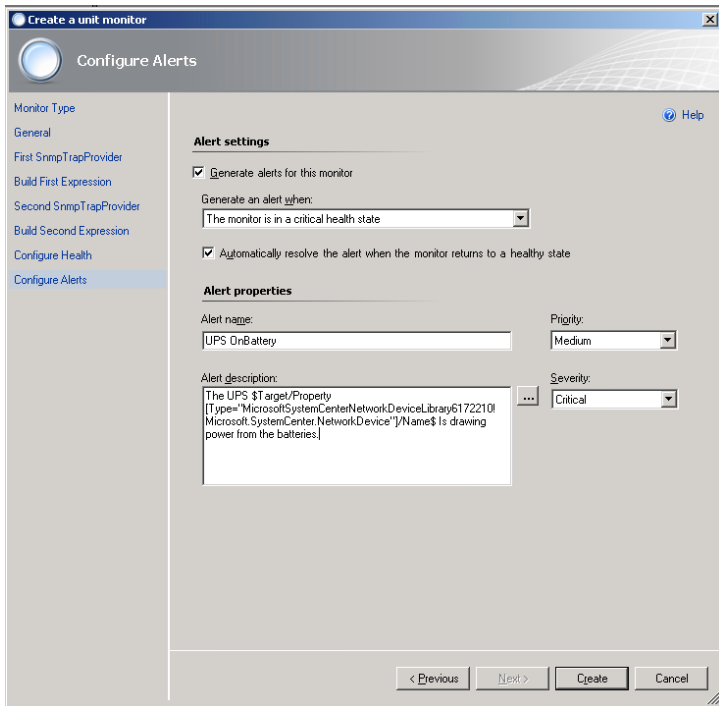 Create a unit monitor
Configure Alerts
Monitor Type
General
First SnmpTrapProvider
Build First Expression
Second SnmpTrapProvider
Build Second Expression
Configure Health
Configure Alerts
Help
Alert settings
Generate alerts for this monitor
Generate an alert when:
The monitor is in a critical health state
Automatically resolve the alert when the monitor returns to a healthy state
Alert properties
Alert name:
Priority:
UPS OnBattery
Medium
Alert description:
Severity:
The UPS $Target/Property
[Type="MicrosoftSystemCenterNetworkDeviceLibrary6172210!
Microsoft.SystemCenter.NetworkDevice"]/Name$ Is drawing
power from the batteries.
...
Critical
< Previous
Next >
Create
Cancel